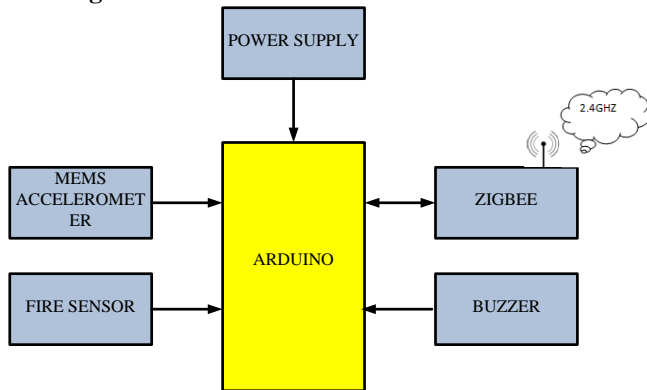 POWER SUPPLY
2.4GHZ
MEMS
ACCELEROMET
ER
ZIGBEE
ARDUINO
FIRE SENSOR
BUZZER